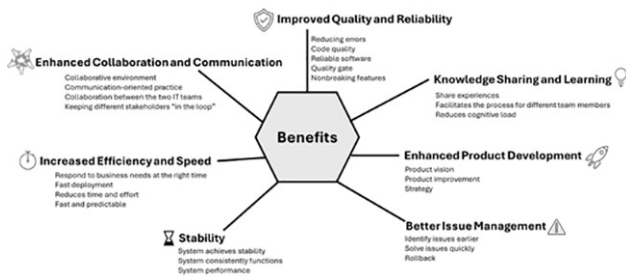 Improved Quality and Reliability
Reducing errors
Code quality
Reliable software
Quality gate
Nonbreaking features
Enhanced Collaboration and Communication
Collaborative environment
Communication-oriented practice
Collaboration between the two IT teams
Keeping different stakeholders "in the loop"
Knowledge Sharing and Learning
Share experiences
Facilitates the process for different team members
Reduces cognitive load
Benefits
Increased Efficiency and Speed
Respond to business needs at the right time
Fast deployment
Reduces time and effort
Fast and predictable
Enhanced Product Development
Product vision
Product improvement
Strategy
Stability
System achieves stability
System consistently functions
System performance
Better Issue Management
Identify issues earlier
Solve issues quickly
Rollback